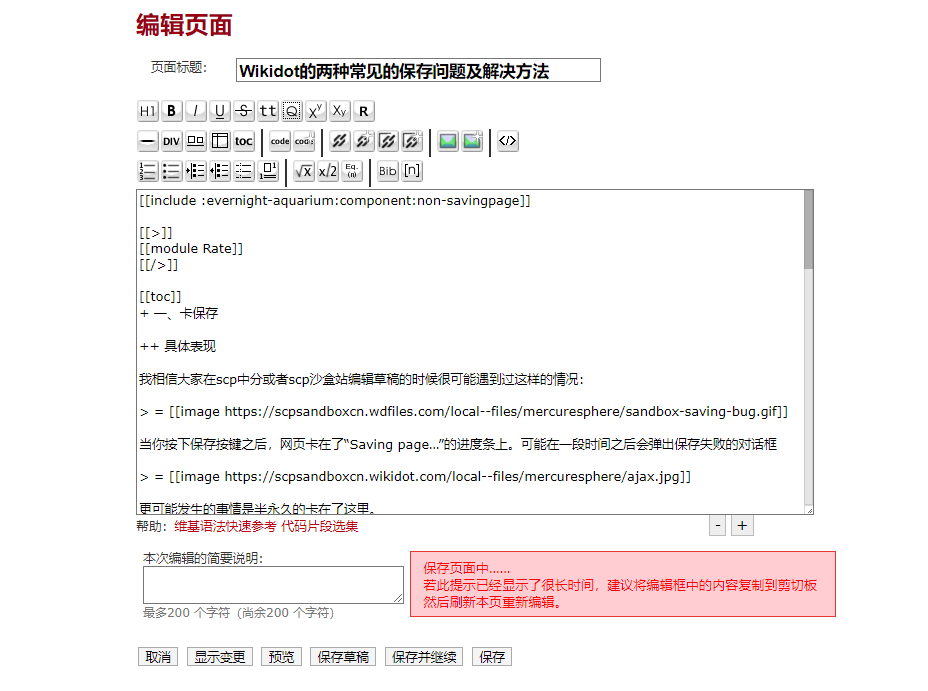 编辑页面
页面标题: Wikidot的两种常见的保存问题及解决方法
H1 B I U S tt Q Xy Xy R
DIV toc code code </>
√X x/2 Eq. (n) Bib [n]
[[include :evernight-aquarium:component:non-savingpage]]
[[>]]
[[module Rate]]
[[/>]]
[[toc]]
+ 一、卡保存
++ 具体表现
我相信大家在scp中分或者scp沙盒站编辑草稿的时候很可能遇到过这样的情况：
> = [[image https://scpsandboxcn.wdfiles.com/local--files/mercuresphere/sandbox-saving-bug.gif]]
当你按下保存按键之后，网页卡在了“Saving page...”的进度条上。可能在一段时间之后会弹出保存失败的对话框
> = [[image https://scpsandboxcn.wikidot.com/local--files/mercuresphere/ajax.jpg]]
更可能发生的事情是半永久的卡在了这里。
帮助：维基语法快速参考 代码片段选集
- +
本次编辑的简要说明:
最多200 个字符（尚余200 个字符）
保存页面中……
若此提示已经显示了很长时间，建议将编辑框中的内容复制到剪切板
然后刷新本页重新编辑。
取消 显示变更 预览 保存草稿 保存并继续 保存